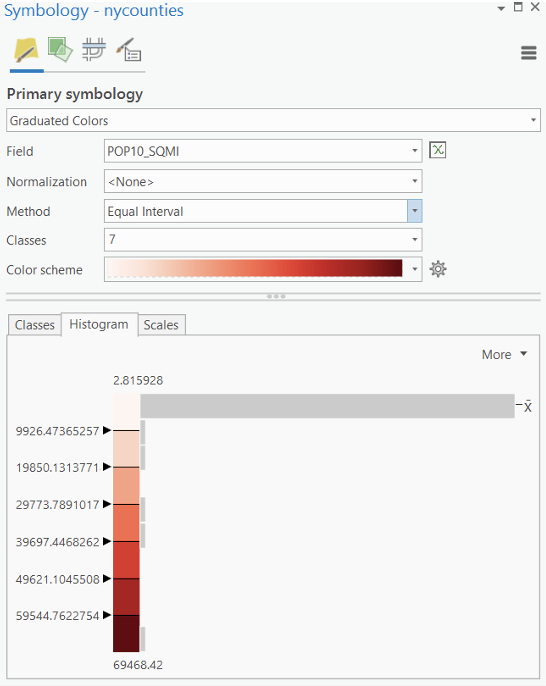 Symbology - nycounties
Primary symbology
Graduated Colors
Field POP10_SQMI
Normalization <None>
Method Equal Interval
Classes 7
Color scheme
Classes Histogram Scales
More
2.815928
x̄
9926.47365257
19850.1313771
29773.7891017
39697.4468262
49621.1045508
59544.7622754
69468.42